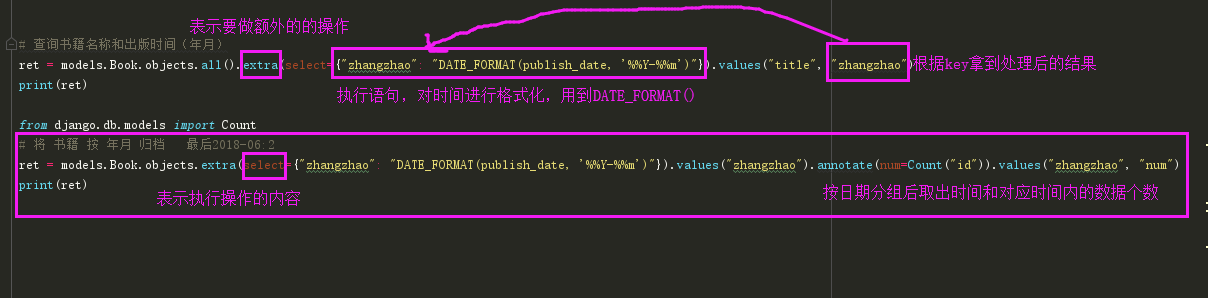 表示要做额外的的操作
# 查询书籍名称和出版时间（年月）
ret = models.Book.objects.all().extra(select={"zhangzhao": "DATE_FORMAT(publish_date, '%%Y-%%m')"}).values("title", "zhangzhao")
根据key拿到处理后的结果
print(ret)
执行语句，对时间进行格式化，用到DATE_FORMAT()
from django.db.models import Count
# 将 书籍 按 年月 归档   最后2018-06:2
ret = models.Book.objects.extra(select={"zhangzhao": "DATE_FORMAT(publish_date, '%%Y-%%m')"}).values("zhangzhao").annotate(num=Count("id")).values("zhangzhao", "num")
print(ret)
表示执行操作的内容
按日期分组后取出时间和对应时间内的数据个数